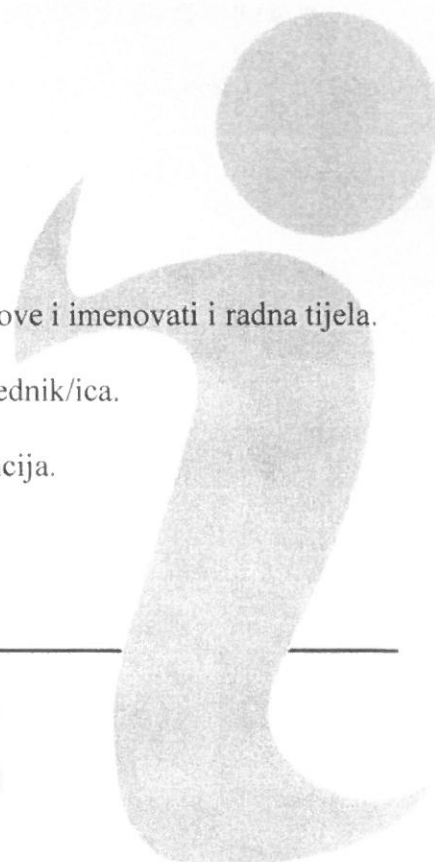 ove i imenovati i radna tijela.
ednik/ica.
cija.